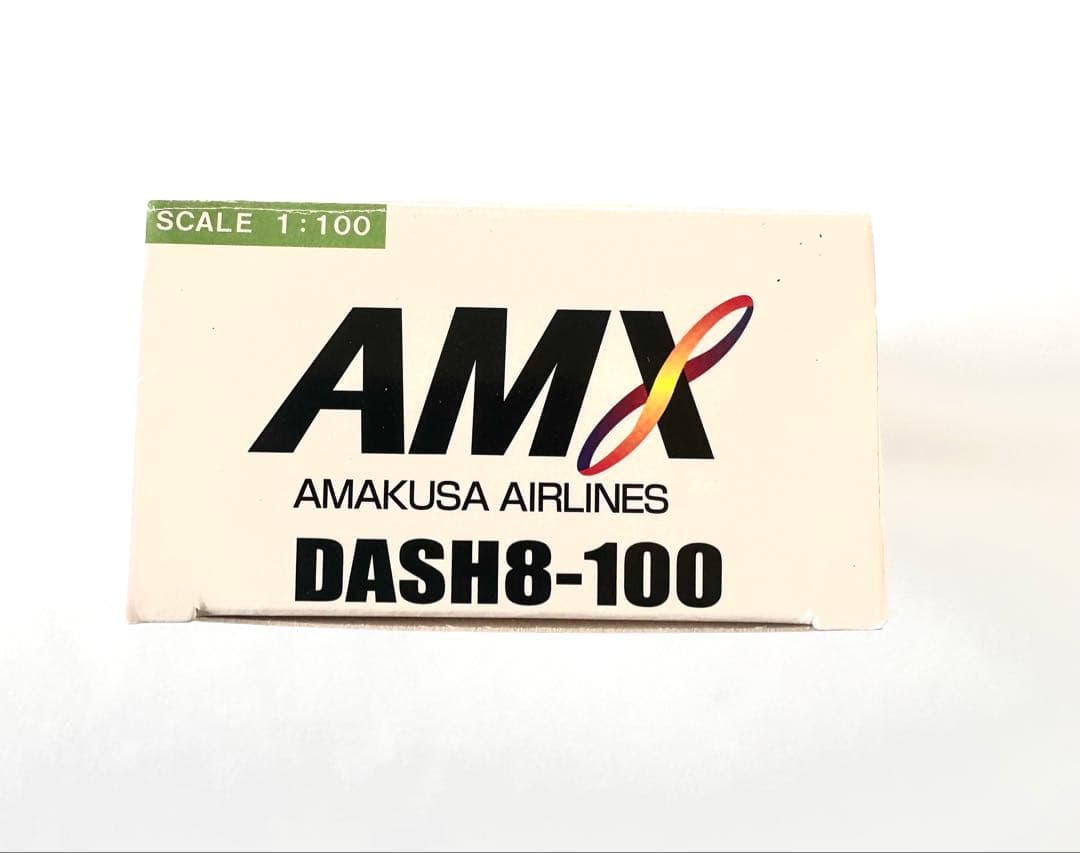 SCALE 1:100
AMX
AMAKUSA AIRLINES
DASH8-100